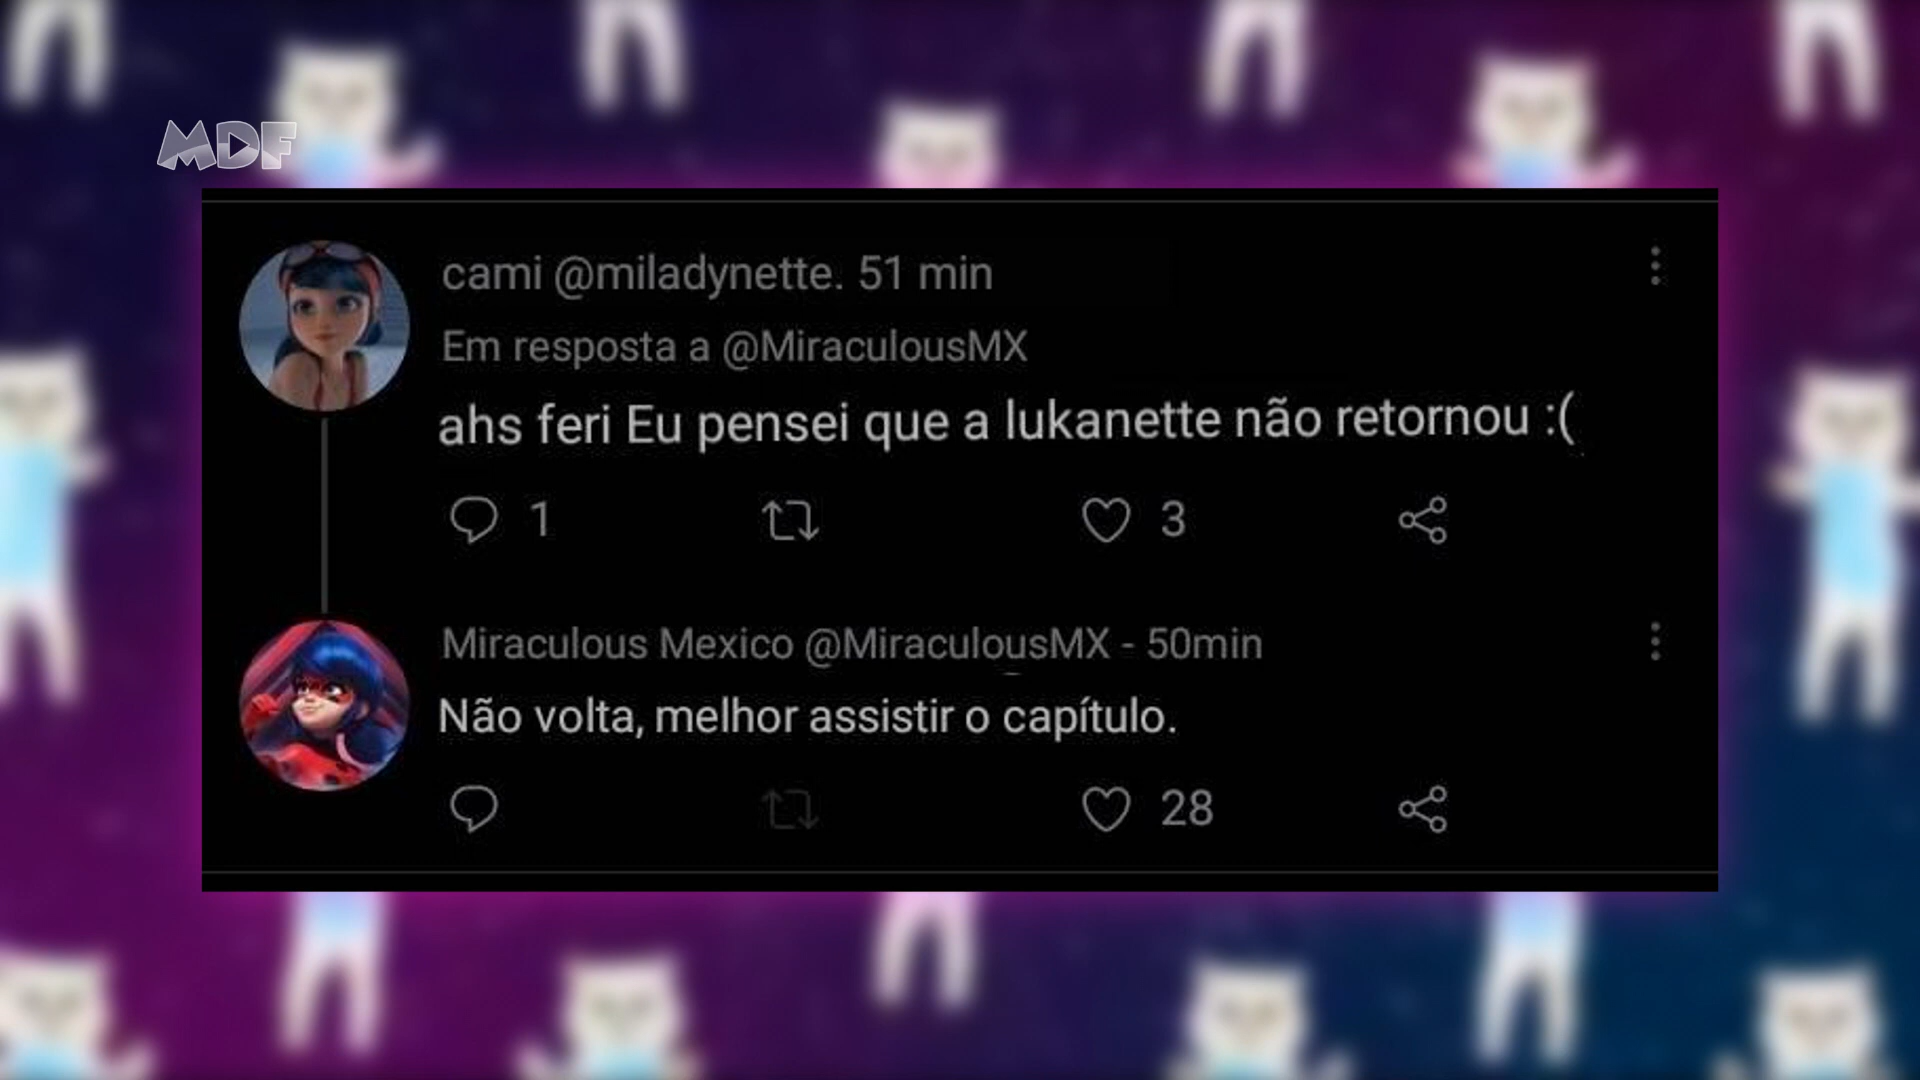 MDF
cami @miladynette. 51 min
Em resposta a @MiraculousMX
ahs feri Eu pensei que a lukanette não retornou :(
1
3
Miraculous Mexico @MiraculousMX - 50min
Não volta, melhor assistir o capítulo.
28